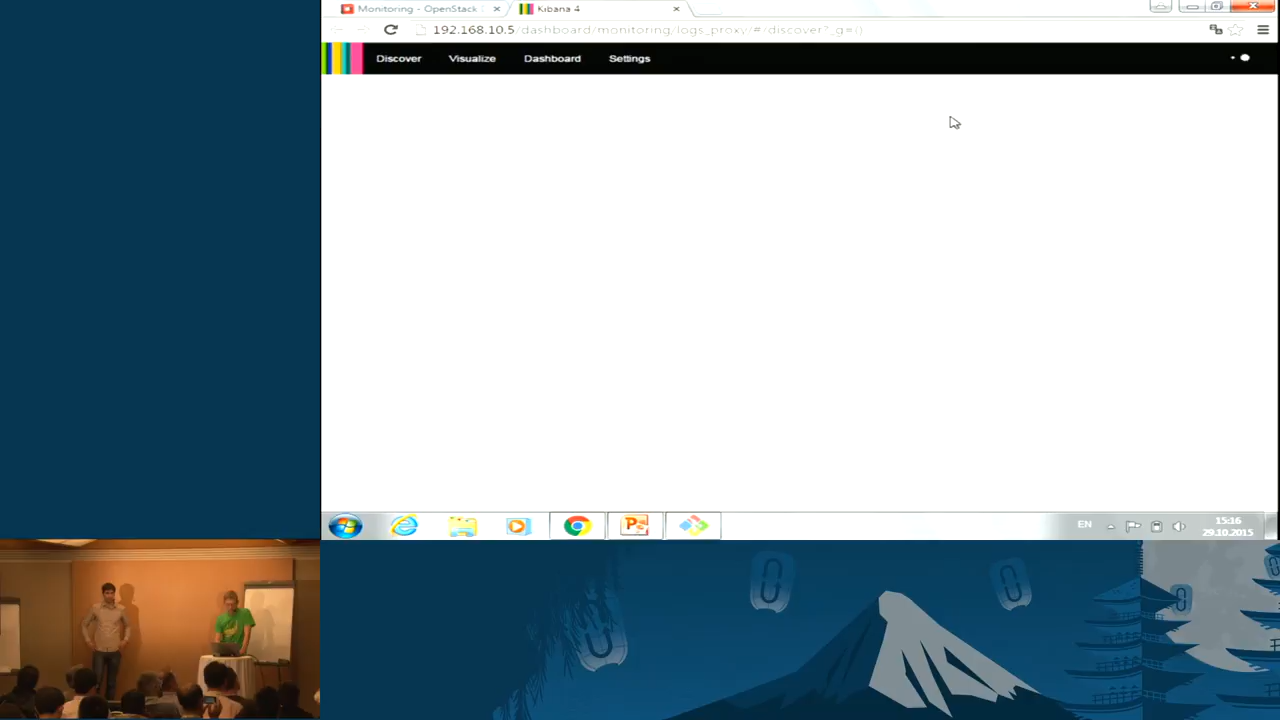 Monitoring - OpenStack
Kibana 4
192.168.10.5/dashboard/monitoring/logs_proxy/#/discover?_g=()
Discover Visualize Dashboard Settings
EN
15:16
29.10.2015